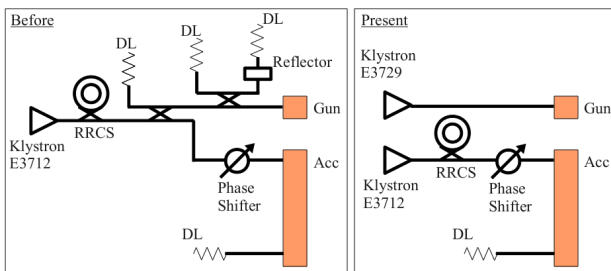 Before
DL
DL
DL
Reflector
Gun
Klystron
E3712
RRCS
Acc
Phase
Shifter
DL
Present
Klystron
E3729
Gun
Klystron
E3712
RRCS
Acc
Phase
Shifter
DL